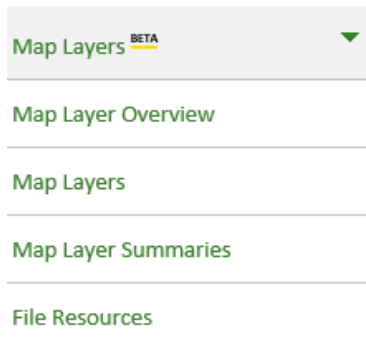 Map Layers BETA
Map Layer Overview
Map Layers
Map Layer Summaries
File Resources